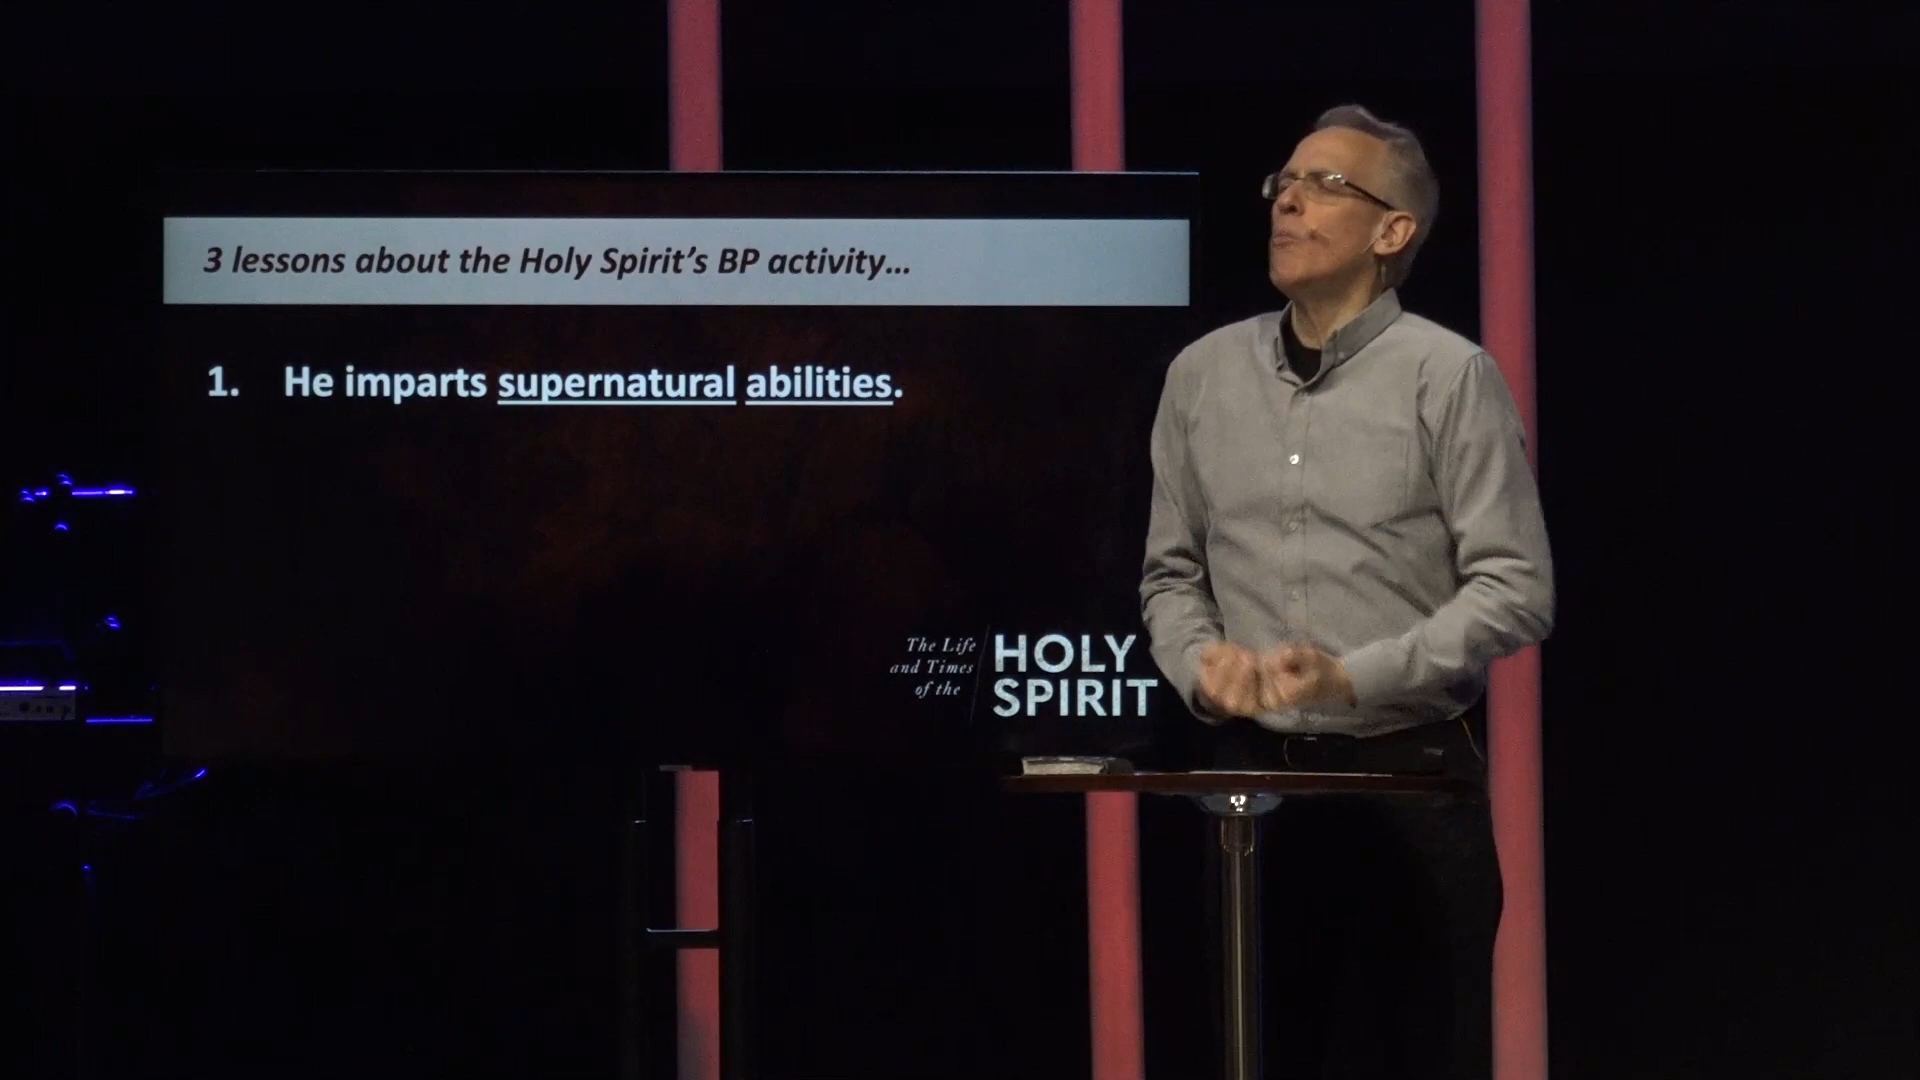 3 lessons about the Holy Spirit's BP activity...
1. He imparts supernatural abilities.
The Life
and Times
of the
HOLY
SPIRIT